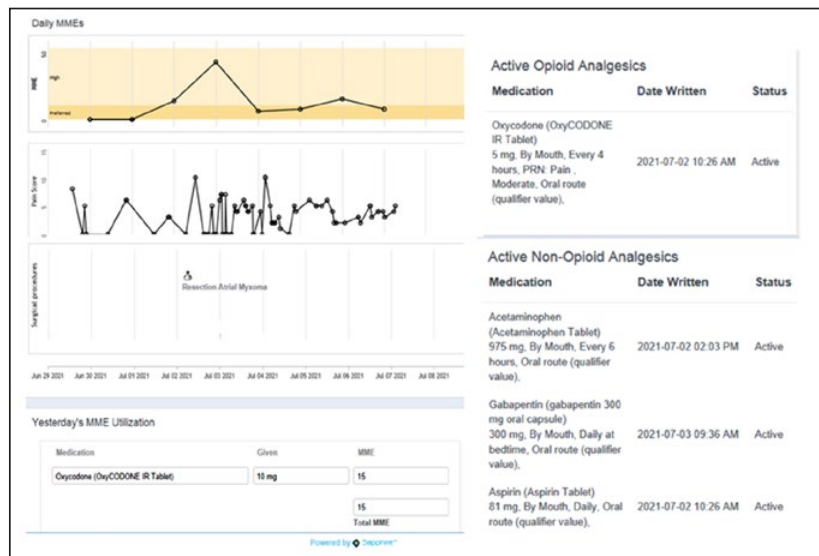 Daily MMEs
50
High
MME
Preferred
0
15
10
Pain Score
5
0
Surgical procedures
Resection Atrial Myxoma
Jun 29 2021 Jun 30 2021 Jul 01 2021 Jul 02 2021 Jul 03 2021 Jul 04 2021 Jul 05 2021 Jul 06 2021 Jul 07 2021 Jul 08 2021
Yesterday's MME Utilization
Medication Given MME
Oxycodone (OxyCODONE IR Tablet) 10 mg 15
15
Total MME
Powered by
Active Opioid Analgesics
Medication Date Written Status
Oxycodone (OxyCODONE
IR Tablet)
5 mg, By Mouth, Every 4
hours, PRN: Pain , 2021-07-02 10:26 AM Active
Moderate, Oral route
(qualifier value),
Active Non-Opioid Analgesics
Medication Date Written Status
Acetaminophen
(Acetaminophen Tablet)
975 mg, By Mouth, Every 6 2021-07-02 02:03 PM Active
hours, Oral route (qualifier
value),
Gabapentin (gabapentin 300
mg oral capsule)
300 mg, By Mouth, Daily at 2021-07-03 09:36 AM Active
bedtime, Oral route (qualifier
value),
Aspirin (Aspirin Tablet)
81 mg, By Mouth, Daily, Oral 2021-07-02 10:26 AM Active
route (qualifier value),